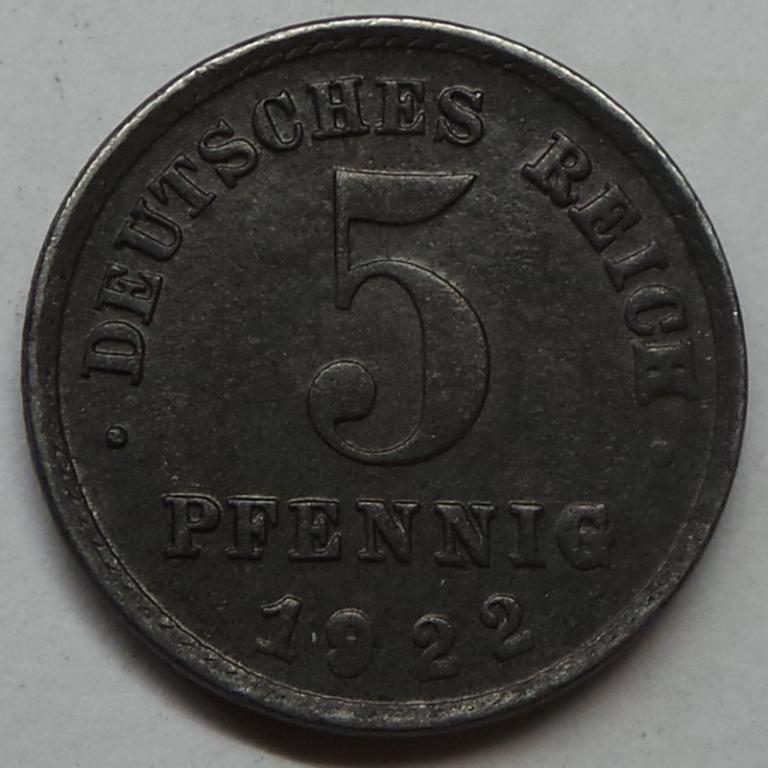 DEUTSCHES REICH
5
PFENNIG
1922